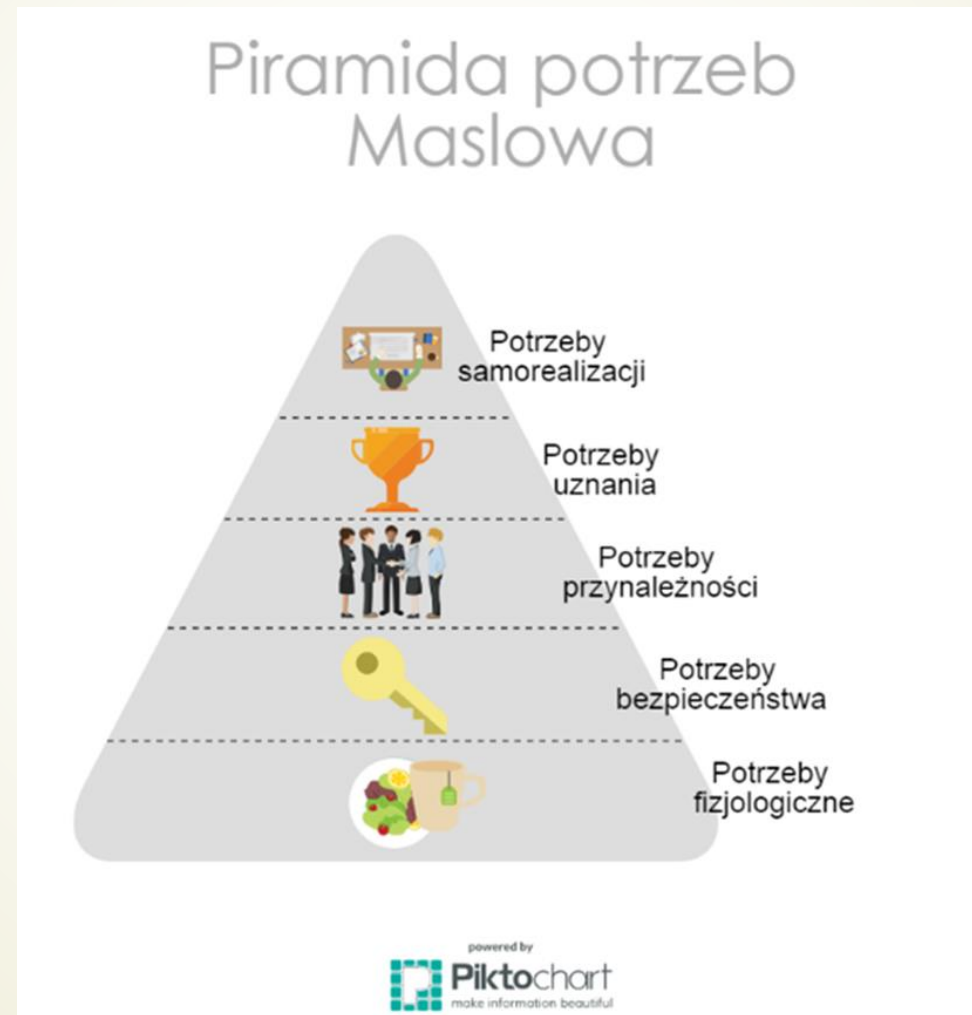 Piramida potrzeb
Maslowa
Potrzeby
samorealizacji
Potrzeby
uznania
Potrzeby
przynależności
Potrzeby
bezpieczeństwa
Potrzeby
fizjologiczne
powered by
Piktochart
make information beautiful